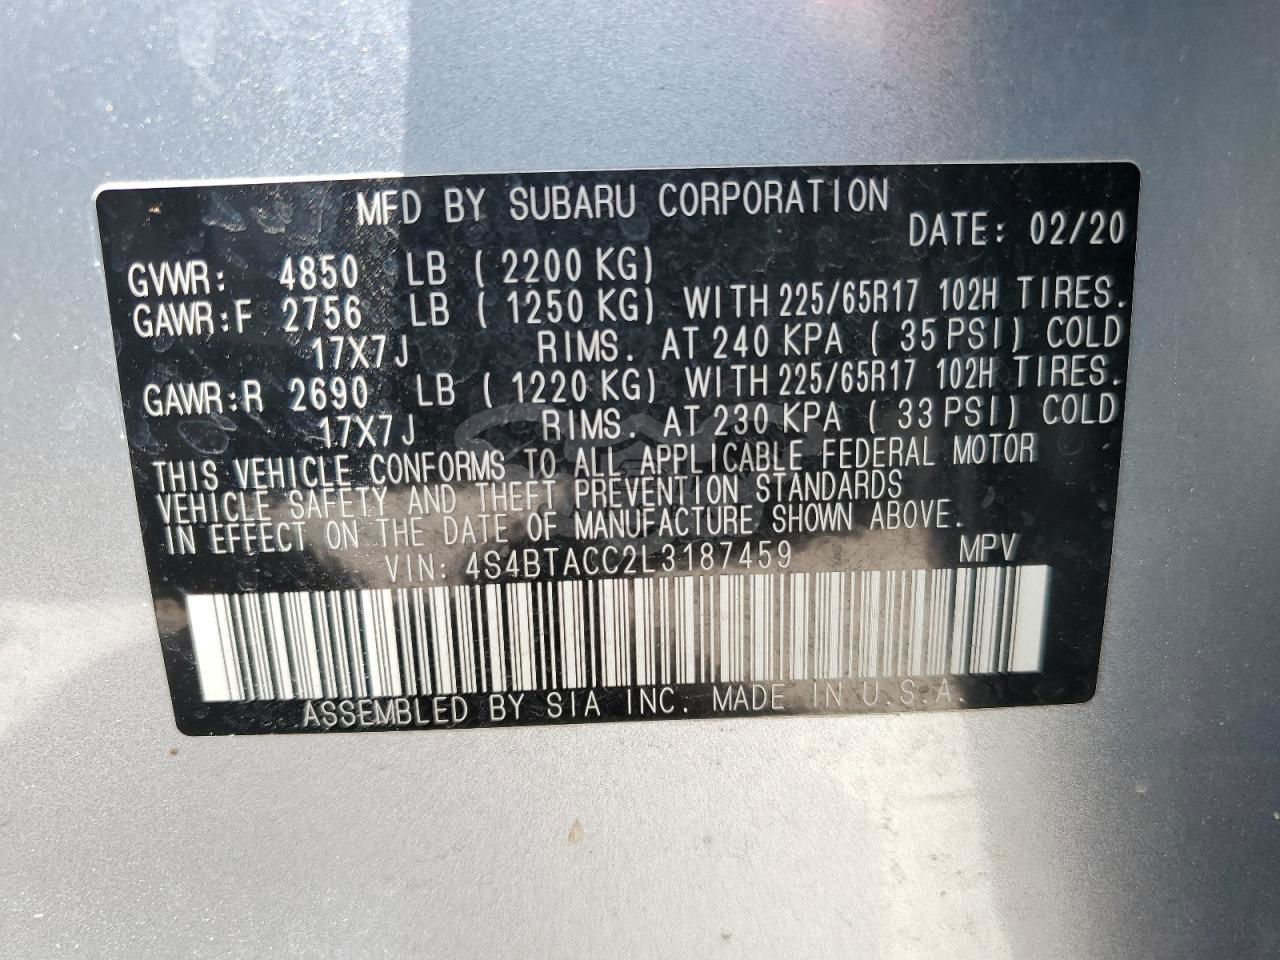 MFD BY SUBARU CORPORATION
DATE: 02/20
GVWR: 4850 LB ( 2200 KG)
GAWR:F 2756 LB ( 1250 KG) WITH 225/65R17 102H TIRES.
17X7J RIMS. AT 240 KPA ( 35 PSI) COLD
GAWR:R 2690 LB ( 1220 KG) WITH 225/65R17 102H TIRES.
17X7J RIMS. AT 230 KPA ( 33 PSI) COLD
THIS VEHICLE CONFORMS TO ALL APPLICABLE FEDERAL MOTOR
VEHICLE SAFETY AND THEFT PREVENTION STANDARDS
IN EFFECT ON THE DATE OF MANUFACTURE SHOWN ABOVE.
VIN: 4S4BTACC2L3187459 MPV
ASSEMBLED BY SIA INC. MADE IN U.S.A.